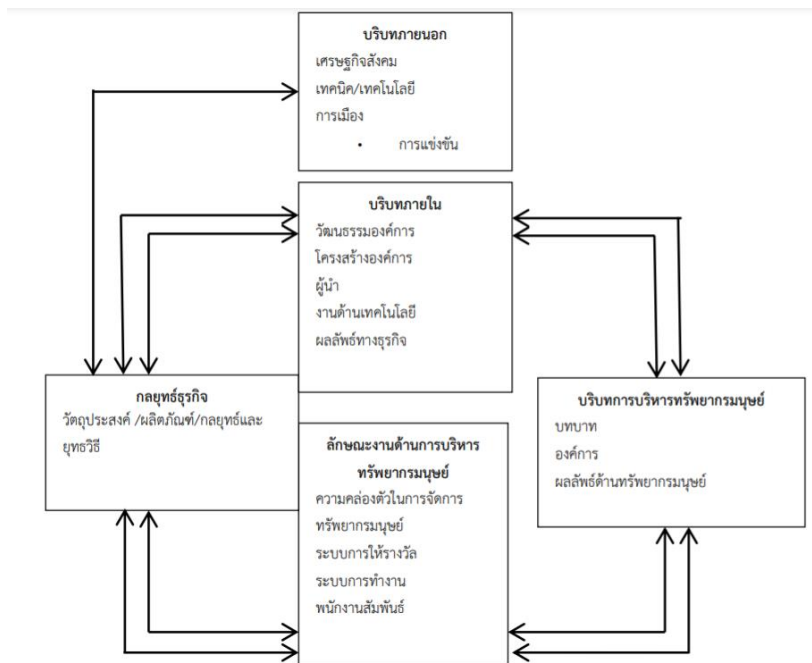 บริบทภายนอก
เศรษฐกิจสังคม
เทคนิค/เทคโนโลยี
การเมือง
• การแข่งขัน
บริบทภายใน
วัฒนธรรมองค์การ
โครงสร้างองค์การ
ผู้นำ
งานด้านเทคโนโลยี
ผลลัพธ์ทางธุรกิจ
กลยุทธ์ธุรกิจ
วัตถุประสงค์ /ผลิตภัณฑ์/กลยุทธ์และ
ยุทธวิธี
บริบทการบริหารทรัพยากรมนุษย์
บทบาท
องค์การ
ผลลัพธ์ด้านทรัพยากรมนุษย์
ลักษณะงานด้านการบริหาร
ทรัพยากรมนุษย์
ความคล่องตัวในการจัดการ
ทรัพยากรมนุษย์
ระบบการให้รางวัล
ระบบการทำงาน
พนักงานสัมพันธ์